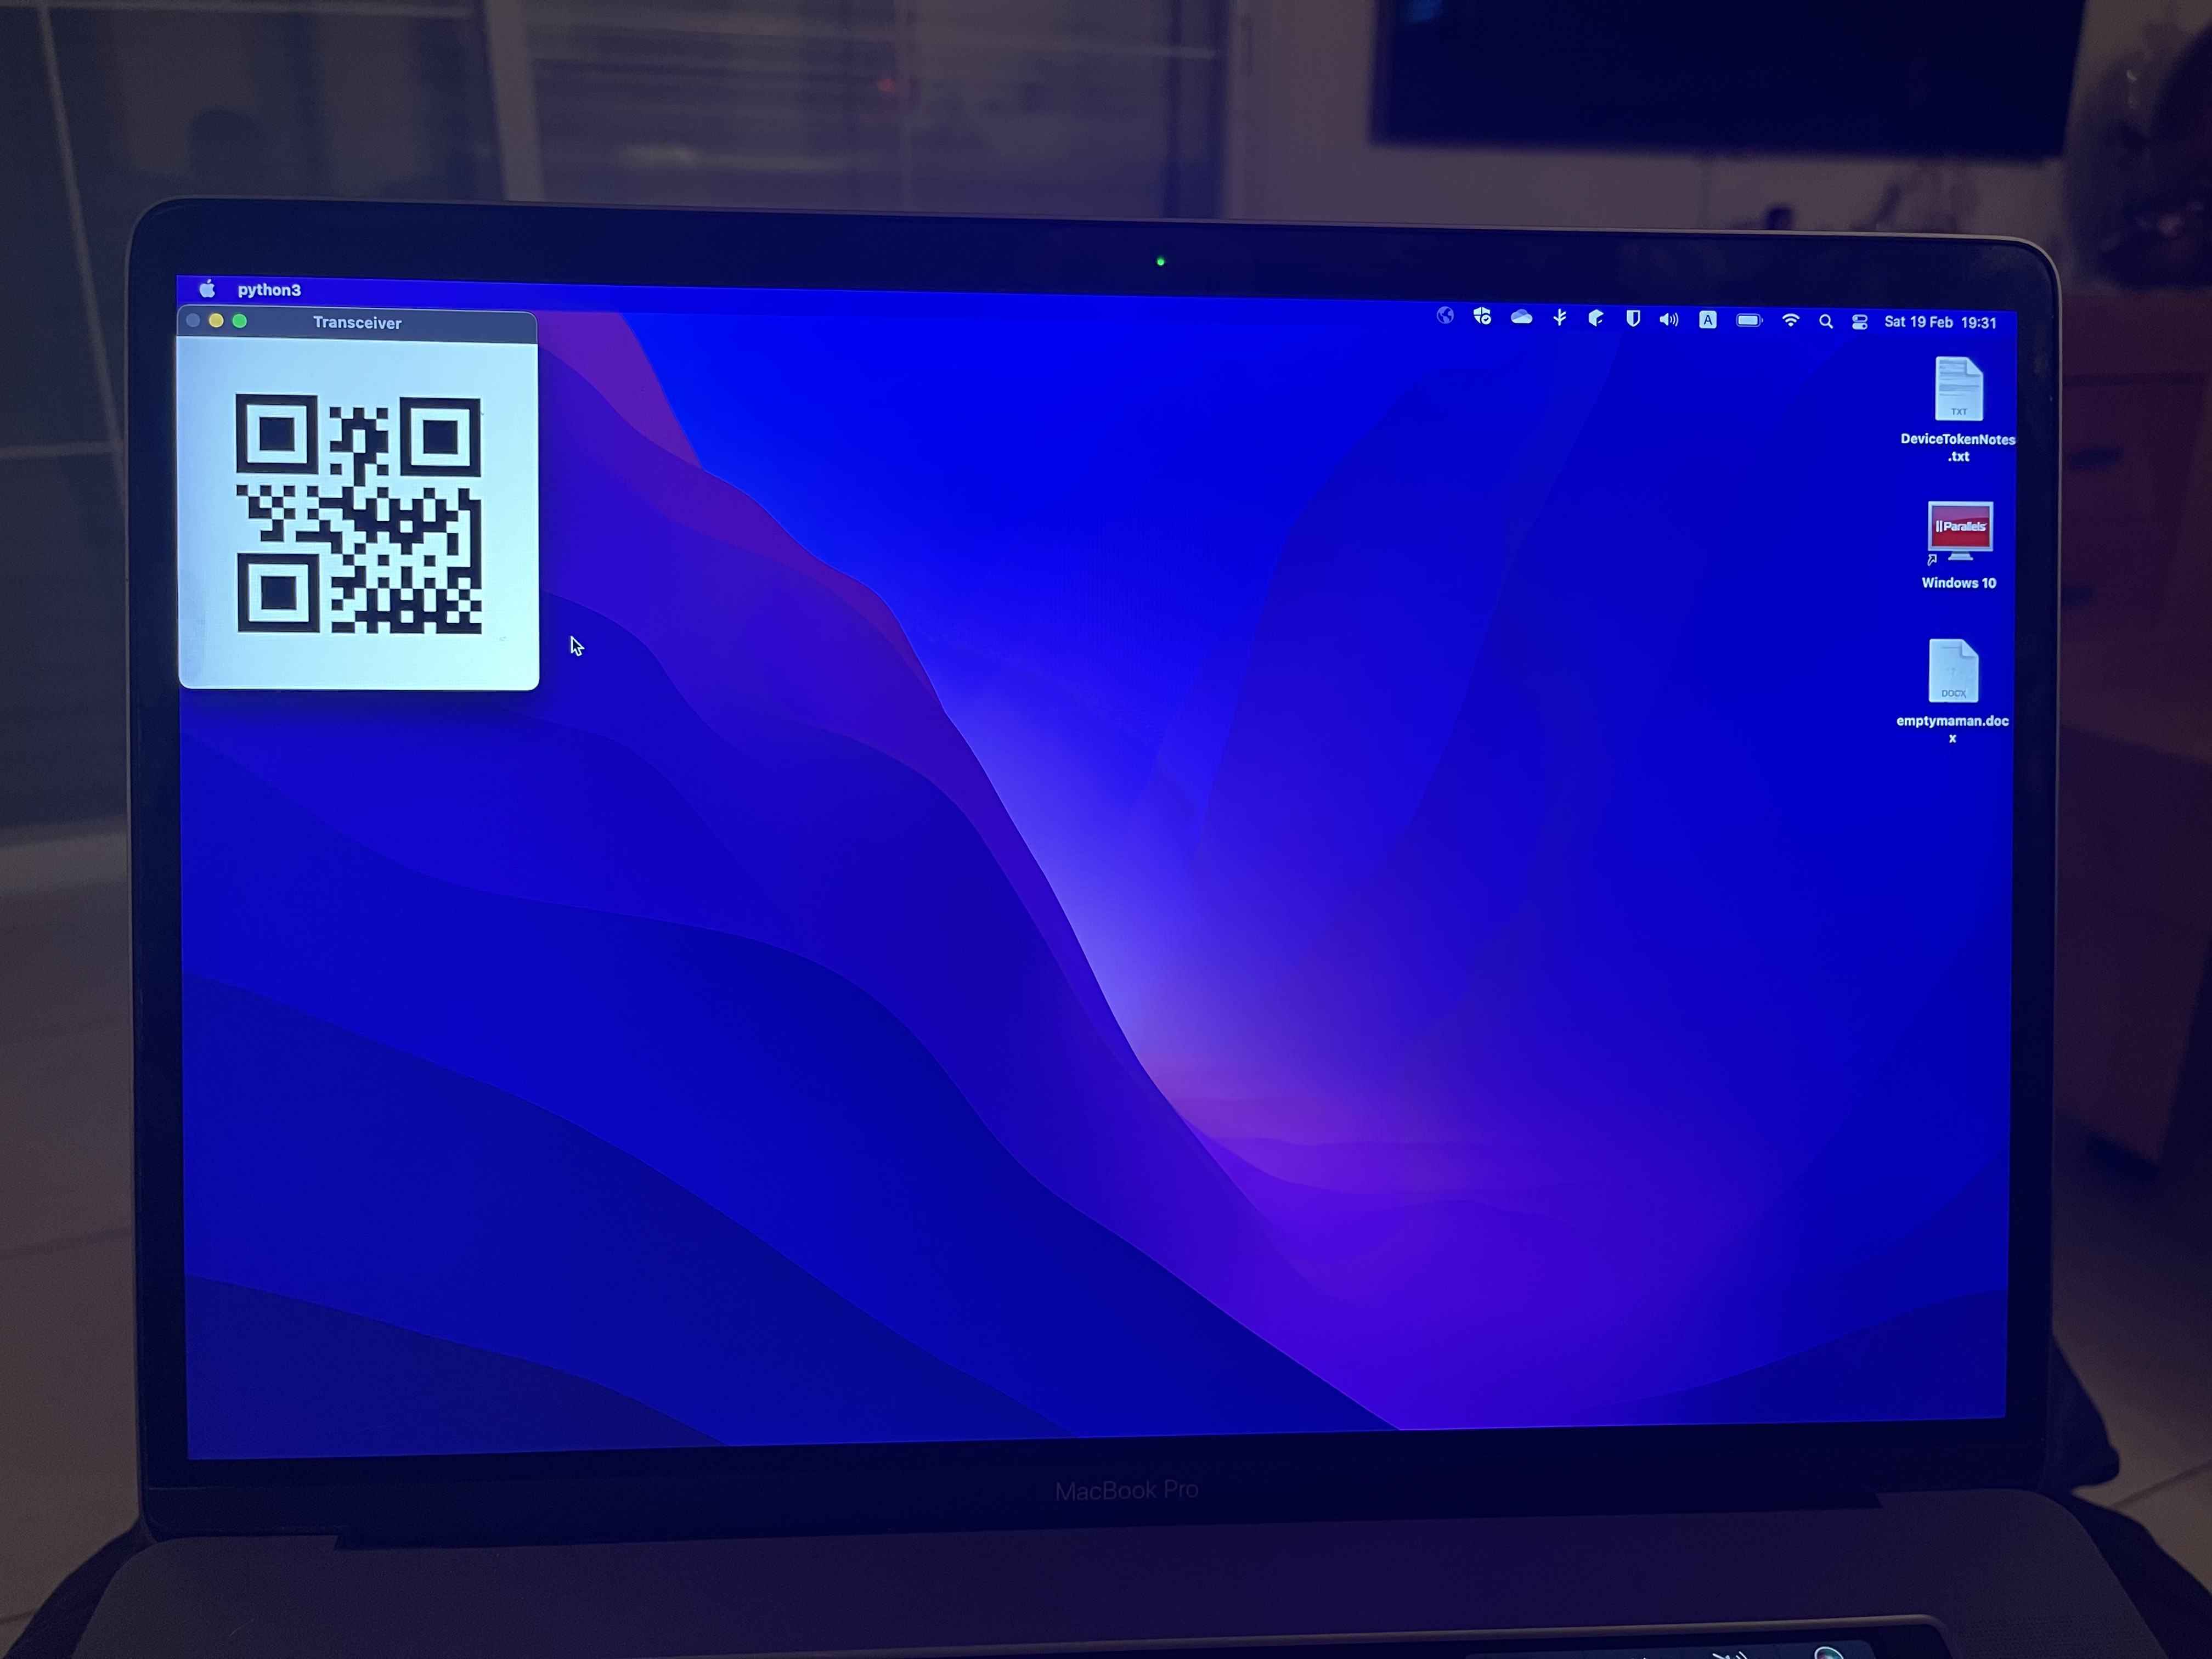 python3
Transceiver
A
Sat 19 Feb 19:31
TXT
DeviceTokenNotes
.txt
|| Parallels
Windows 10
DOCX
emptymaman.doc
x
MacBook Pro